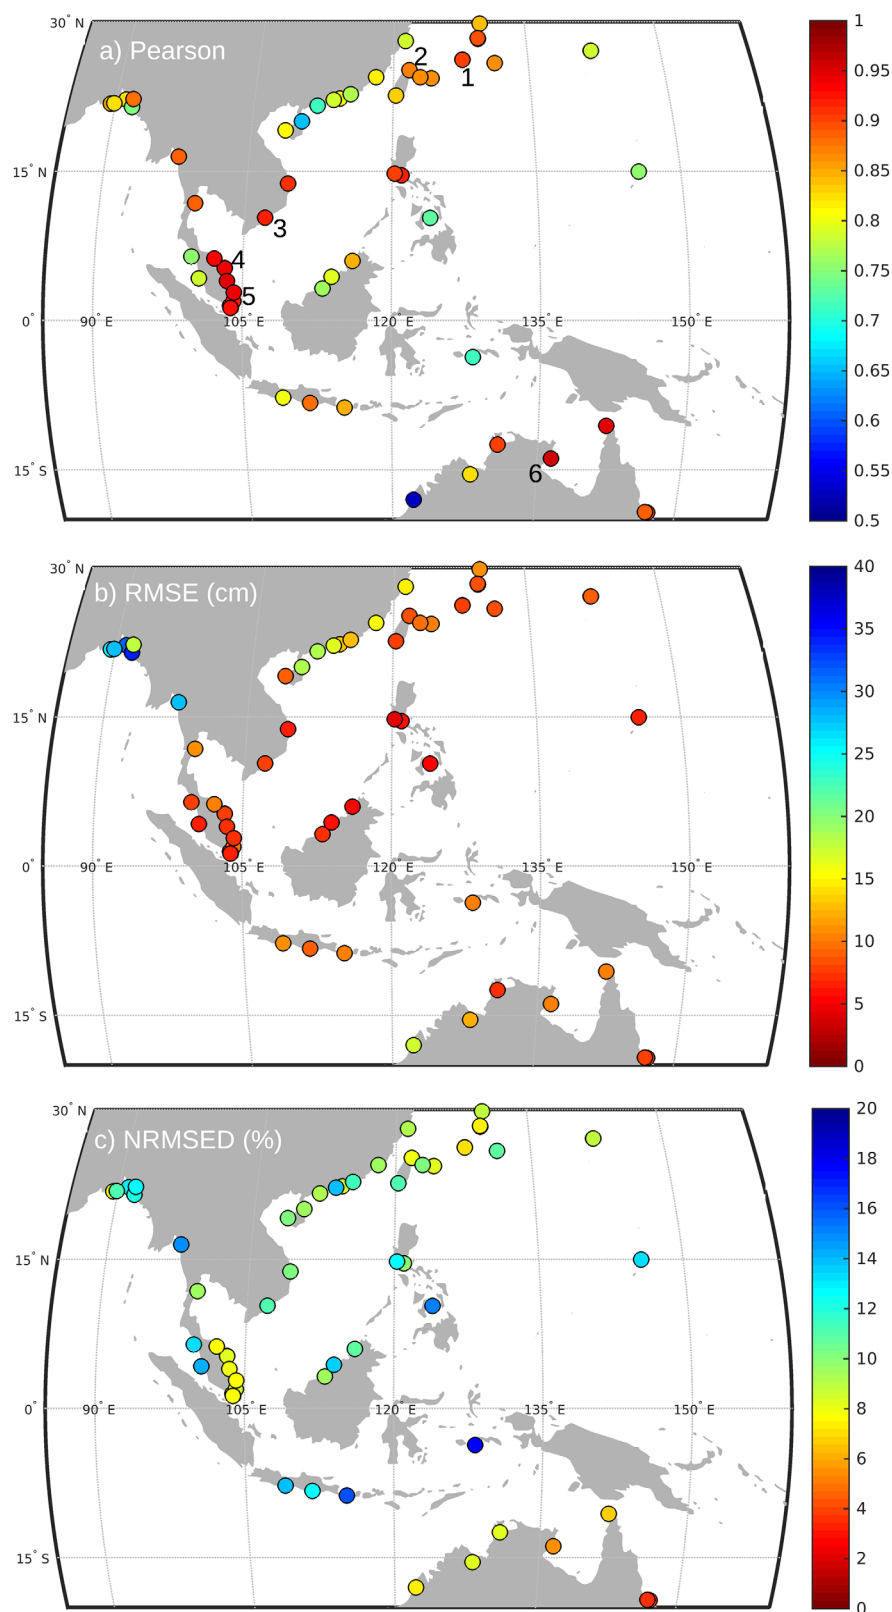 30° N
a) Pearson
2
1
15° N
3
4
5
0°
90° E
105° E
120° E
135° E
150° E
15° S
6
1
0.95
0.9
0.85
0.8
0.75
0.7
0.65
0.6
0.55
0.5
30° N
b) RMSE (cm)
15° N
0°
90° E
105° E
120° E
135° E
150° E
15° S
40
35
30
25
20
15
10
5
0
30° N
c) NRMSED (%)
15° N
0°
90° E
105° E
120° E
135° E
150° E
15° S
20
18
16
14
12
10
8
6
4
2
0